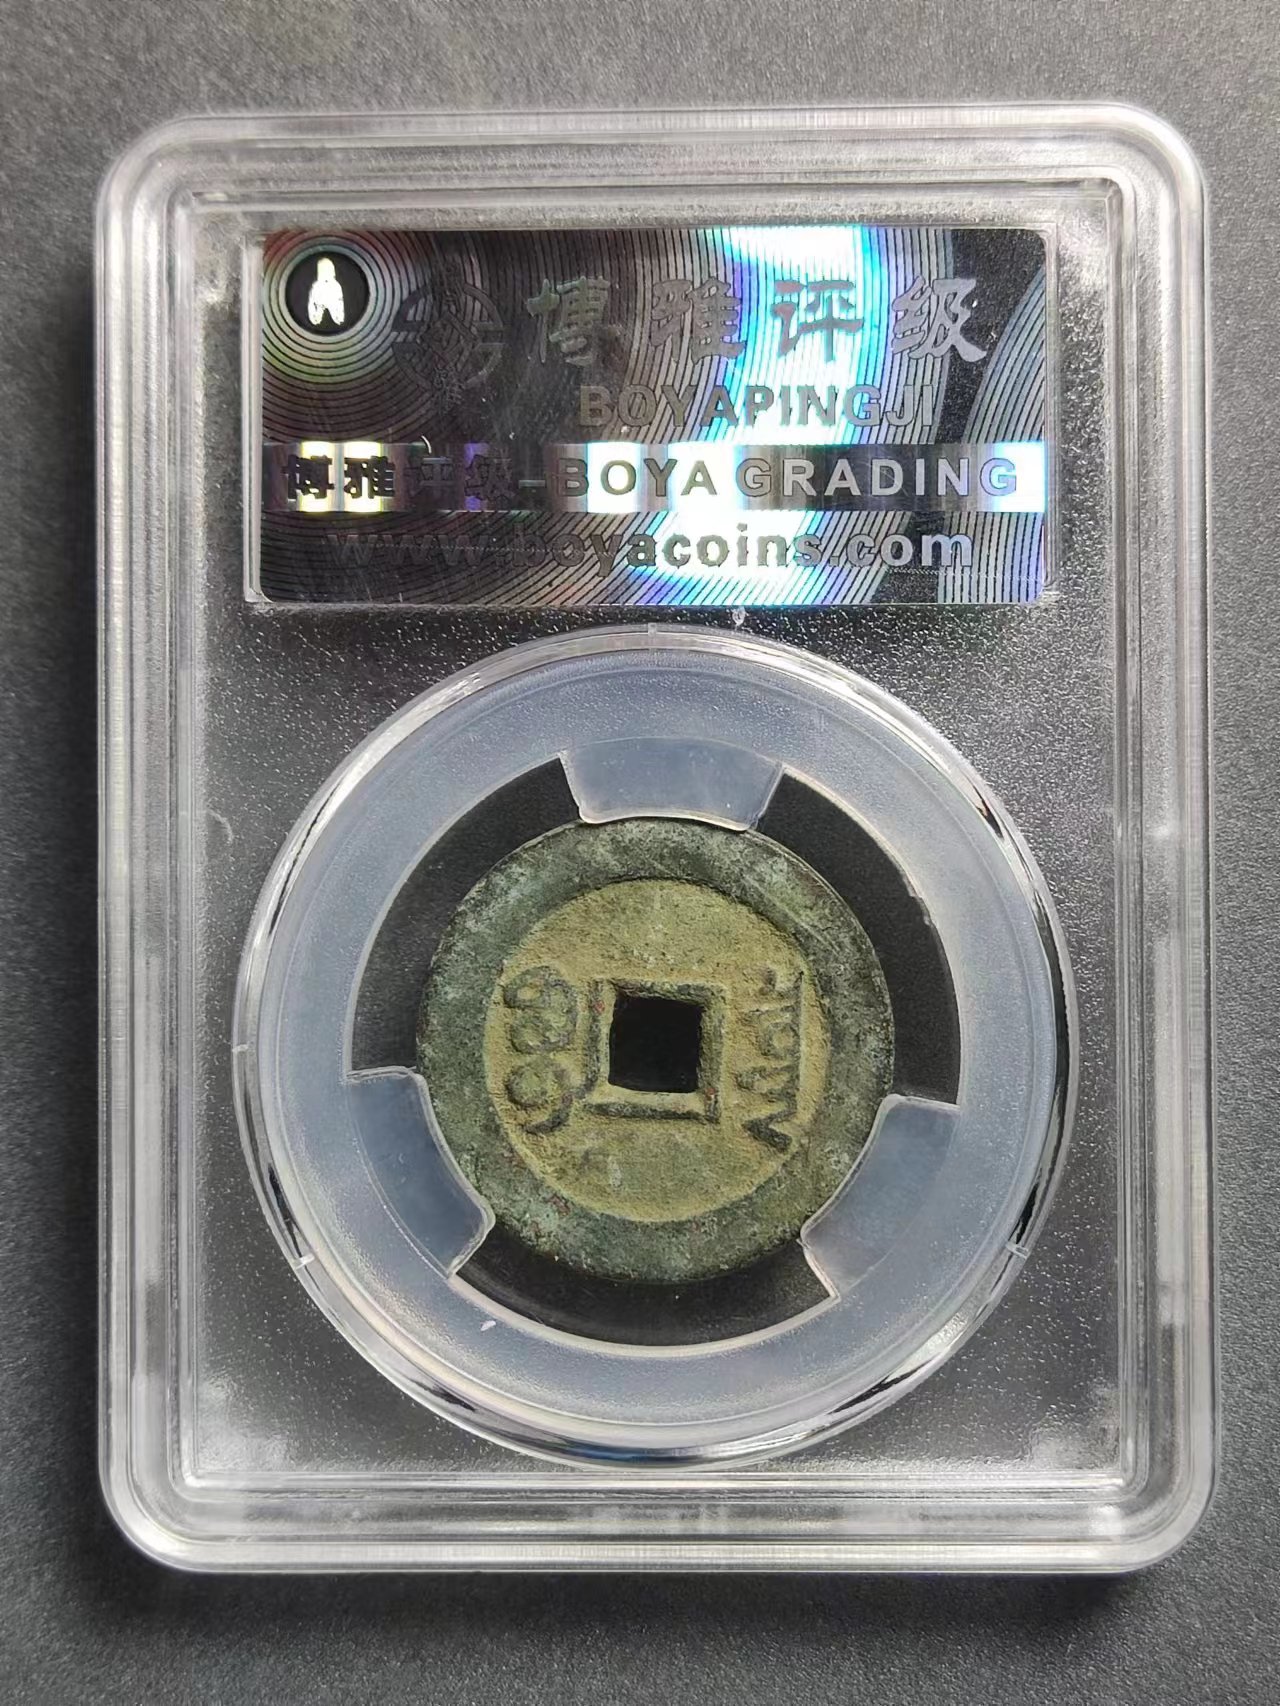 博雅评级
BOYAPINGJI
博雅评级-BOYA GRADING
www.boyacoins.com